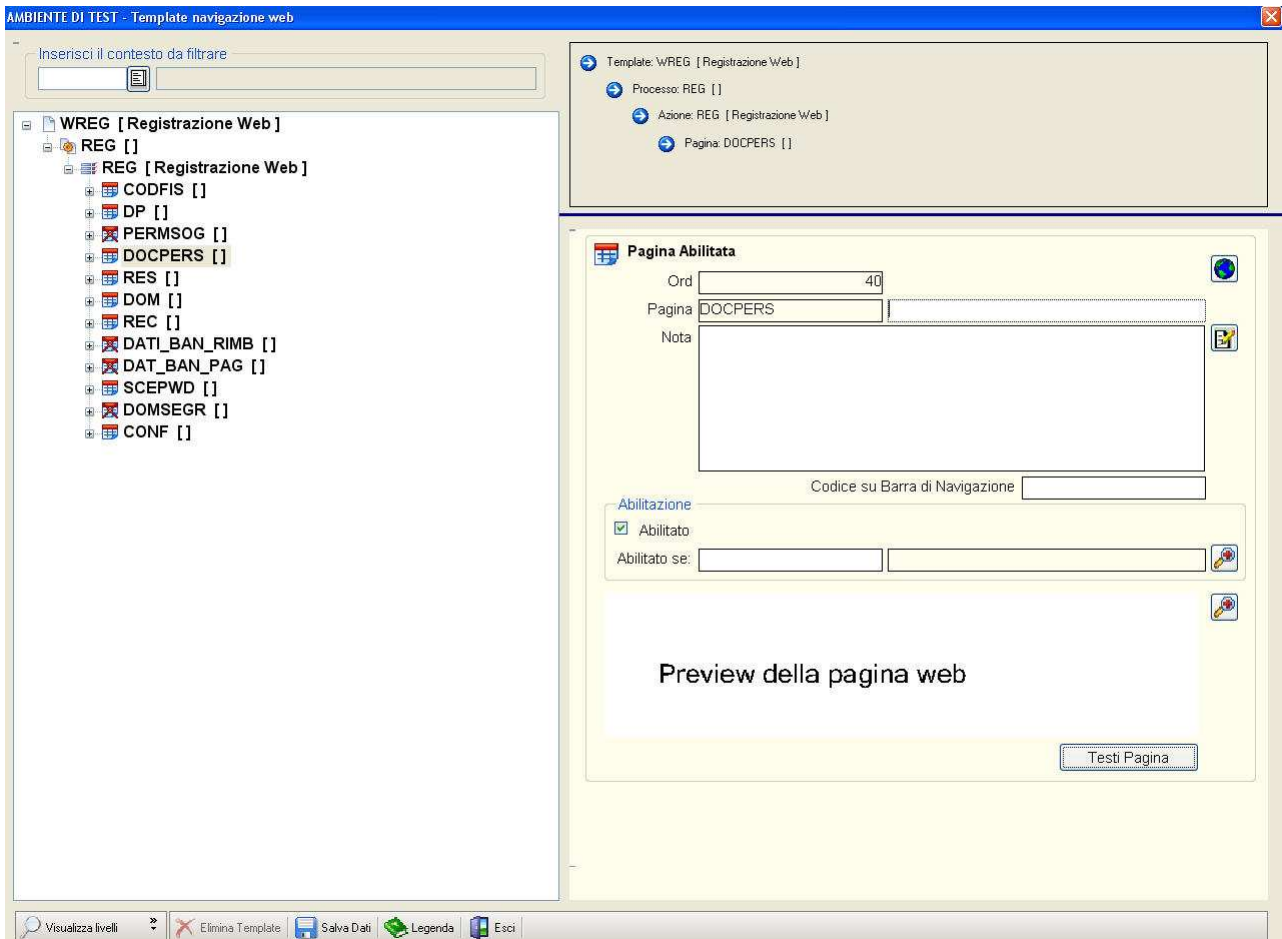 AMBIENTE DI TEST - Template navigazione web
Inserisci il contesto da filtrare
WREG [ Registrazione Web ]
REG [ ]
REG [ Registrazione Web ]
CODFIS [ ]
DP [ ]
PERMSOG [ ]
DOCPERS [ ]
RES [ ]
DOM [ ]
REC [ ]
DATI_BAN_RIMB [ ]
DAT_BAN_PAG [ ]
SCEPWD [ ]
DOMSEGR [ ]
CONF [ ]
Template: WREG [ Registrazione Web ]
Processo: REG [ ]
Azione: REG [ Registrazione Web ]
Pagina: DOCPERS [ ]
Pagina Abilitata
Ord 40
Pagina DOCPERS
Nota
Codice su Barra di Navigazione
Abilitazione
Abilitato
Abilitato se:
Preview della pagina web
Testi Pagina
Visualizza livelli Elimina Template Salva Dati Legenda Esci